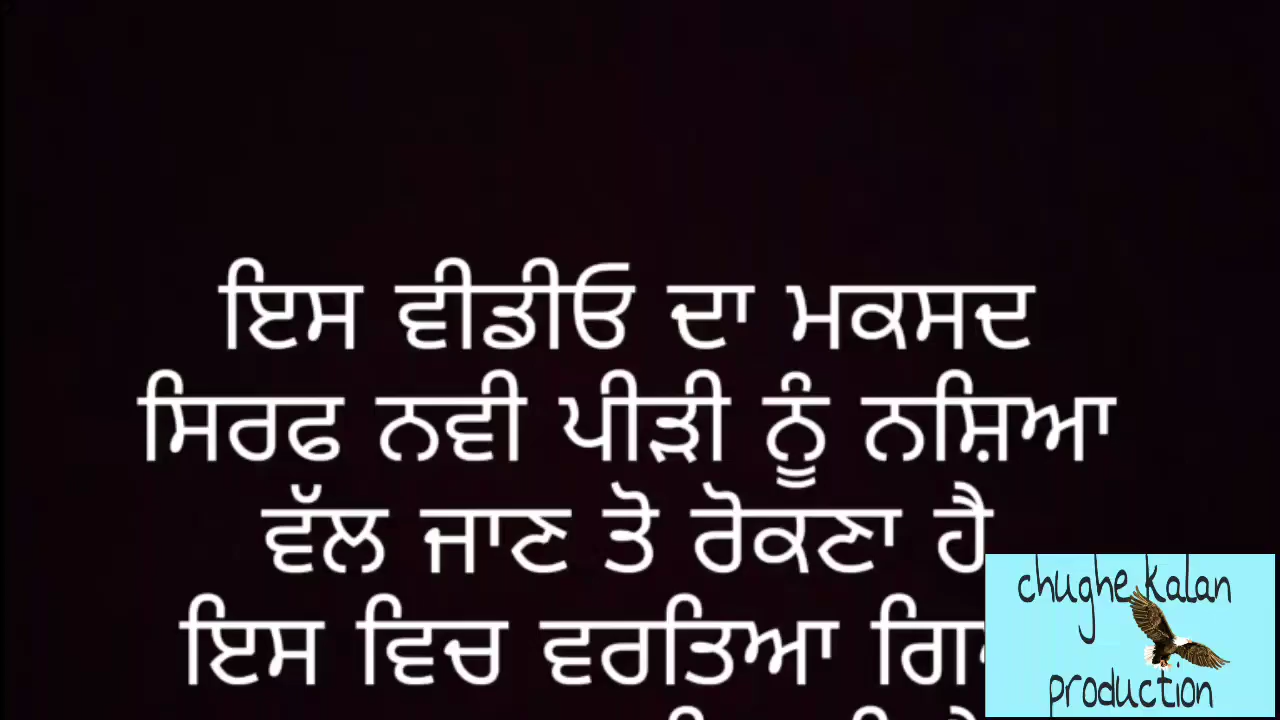 ਇਸ ਵੀਡੀਓ ਦਾ ਮਕਸਦ
ਸਿਰਫ ਨਵੀ ਪੀੜੀ ਨੂੰ ਨਸ਼ਿਆ
ਵੱਲ ਜਾਣ ਤੋ ਰੋਕਣਾ ਹੈ
ਇਸ ਵਿਚ ਵਰਤਿਆ
chughe kalan
production